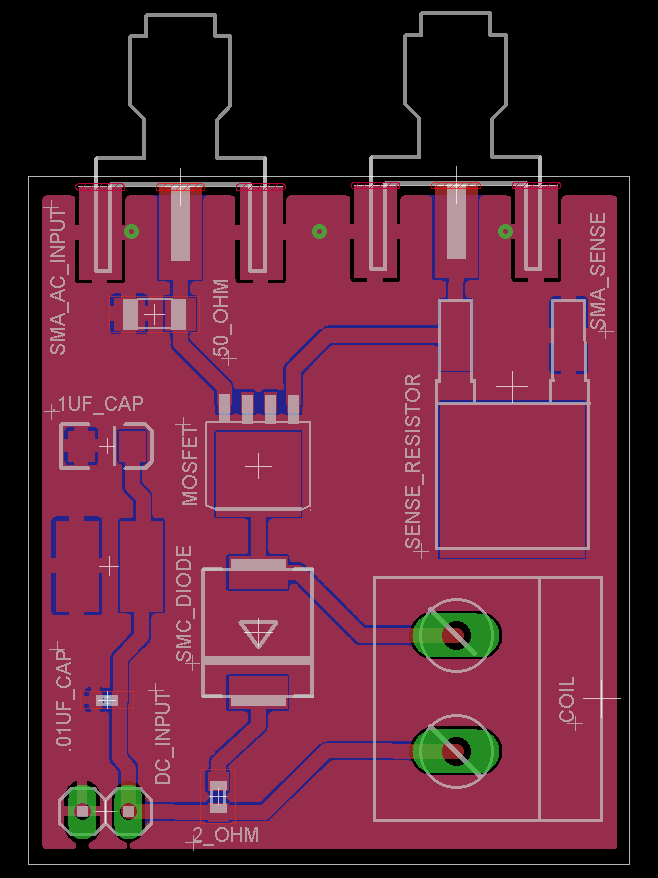 SMA_AC_INPUT
SMA_SENSE
50_OHM
.1UF_CAP
MOSFET
SENSE_RESISTOR
SMC_DIODE
.01UF_CAP
DC_INPUT
COIL
2_OHM